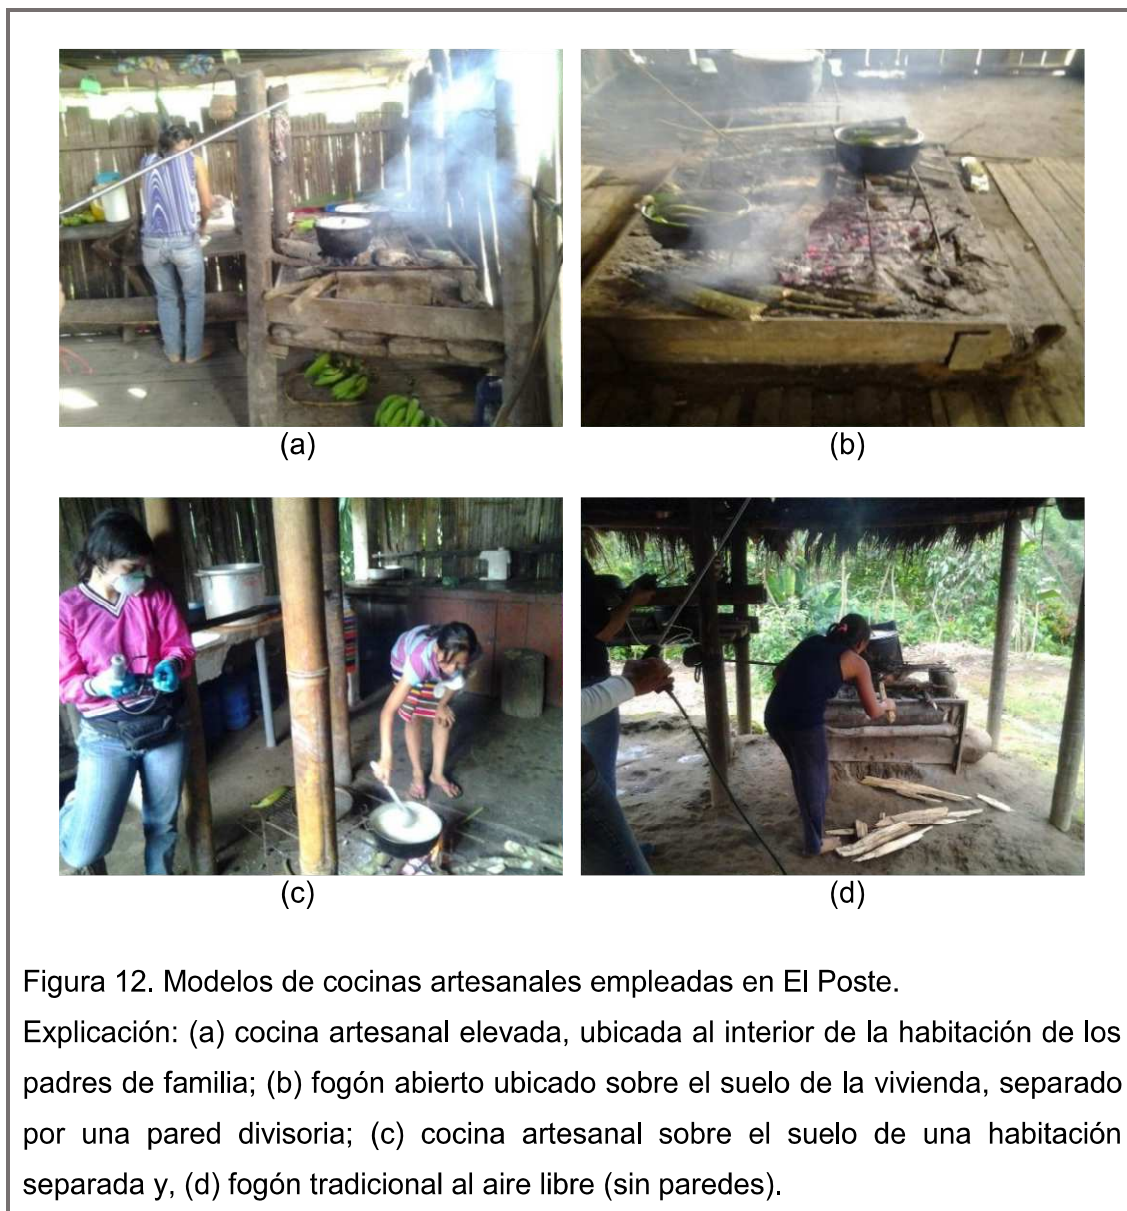 (a)
(b)
(c)
(d)
Figura 12. Modelos de cocinas artesanales empleadas en El Poste.
Explicación: (a) cocina artesanal elevada, ubicada al interior de la habitación de los
padres de familia; (b) fogón abierto ubicado sobre el suelo de la vivienda, separado
por una pared divisoria; (c) cocina artesanal sobre el suelo de una habitación
separada y, (d) fogón tradicional al aire libre (sin paredes).